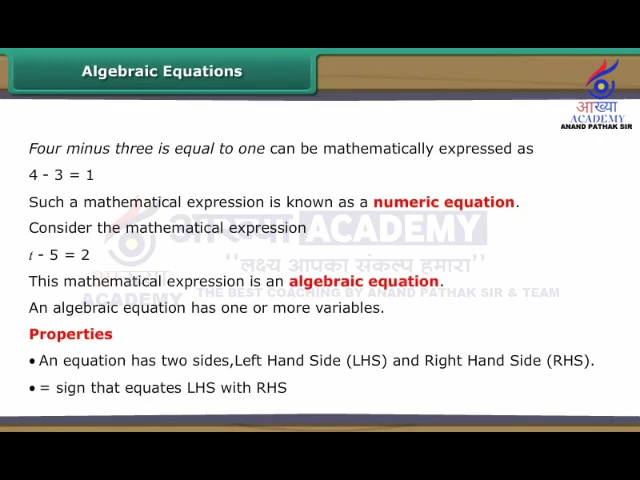 Algebraic Equations
आख्या
ACADEMY
ANAND PATHAK SIR
Four minus three is equal to one can be mathematically expressed as
4 - 3 = 1
Such a mathematical expression is known as a numeric equation.
Consider the mathematical expression
t - 5 = 2
This mathematical expression is an algebraic equation.
An algebraic equation has one or more variables.
Properties
• An equation has two sides,Left Hand Side (LHS) and Right Hand Side (RHS).
• = sign that equates LHS with RHS
आख्या ACADEMY
‘‘लक्ष्य आपका संकल्प हमारा’’
आख्या
ACADEMY
THE BEST COACHING BY ANAND PATHAK SIR & TEAM